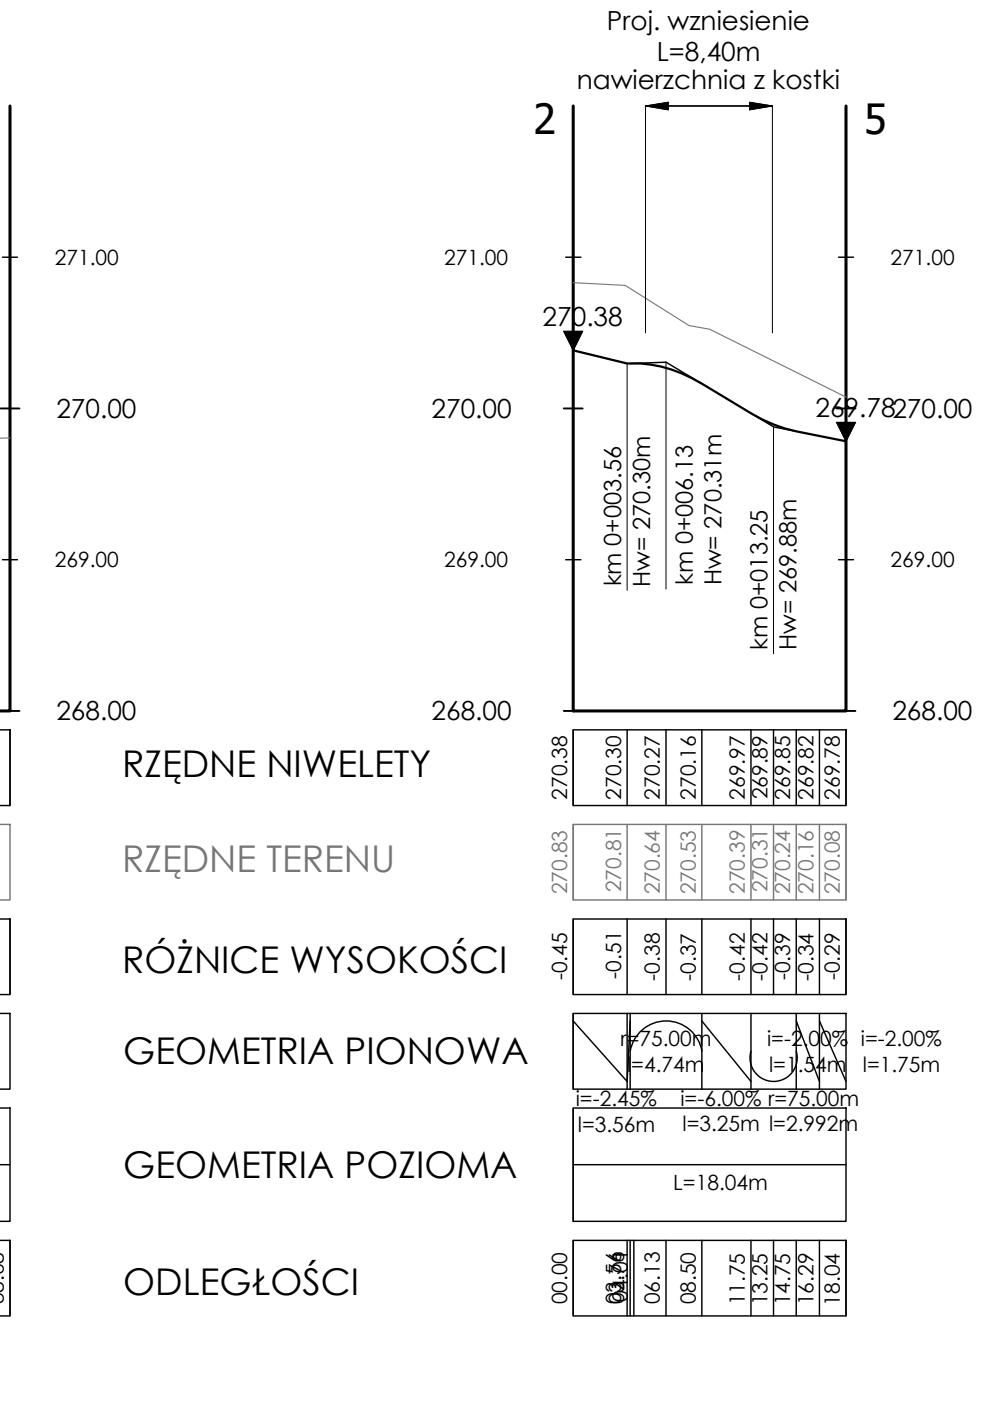 Proj. wzniesienie
L=8,40m
nawierzchnia z kostki
2
5
271.00
271.00
271.00
270.38
270.00
270.00
269.78
270.00
km 0+003.56
Hw= 270.30m
km 0+006.13
Hw= 270.31m
km 0+013.25
Hw= 269.88m
269.00
269.00
269.00
268.00
268.00
268.00
RZĘDNE NIWELETY
270.38 270.30 270.27 270.16 269.97 269.89 269.85 269.82 269.78
RZĘDNE TERENU
270.83 270.81 270.64 270.53 270.39 270.31 270.24 270.16 270.08
RÓŻNICE WYSOKOŚCI
-0.45 -0.51 -0.38 -0.37 -0.42 -0.42 -0.39 -0.34 -0.29
GEOMETRIA PIONOWA
r=75.00m i=-2.00% i=-2.00%
l=4.74m l=1.54m l=1.75m
i=-2.45% i=-6.00% r=75.00m
l=3.56m l=3.25m l=2.992m
GEOMETRIA POZIOMA
L=18.04m
ODLEGŁOŚCI
00.00 06.13 08.50 11.75 13.25 14.75 16.29 18.04